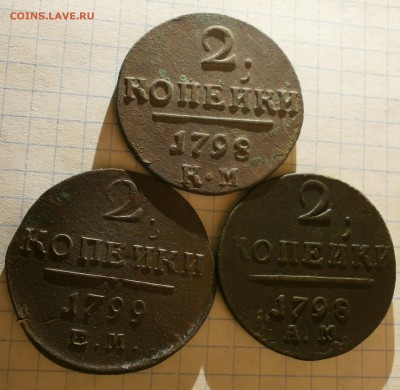 COINS.LAVE.RU
2;
КОПЕЙКИ
1798
К.М
2;
КОПЕЙКИ
1799
Е.М.
2;
КОПЕЙКИ
1798
А.М